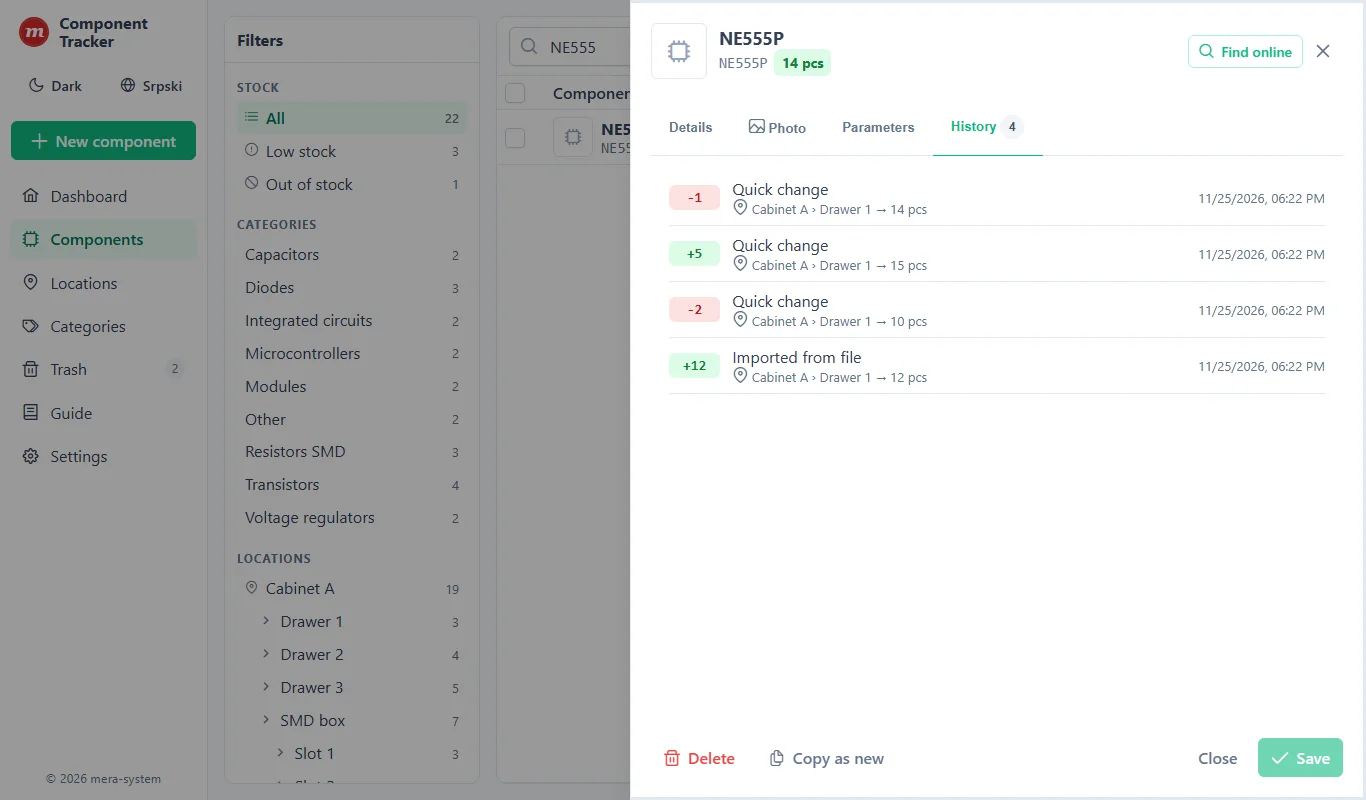 m Component
Tracker
Dark Srpski
New component
Dashboard
Components
Locations
Categories
Trash 2
Guide
Settings
© 2026 mera-system
Filters
STOCK
All 22
Low stock 3
Out of stock 1
CATEGORIES
Capacitors 2
Diodes 3
Integrated circuits 2
Microcontrollers 2
Modules 2
Other 2
Resistors SMD 3
Transistors 4
Voltage regulators 2
LOCATIONS
Cabinet A 19
Drawer 1 3
Drawer 2 4
Drawer 3 5
SMD box 7
Slot 1 3
NE555
Componen
NE5
NE55
NE555P
NE555P 14 pcs
Find online
Details Photo Parameters History 4
-1 Quick change 11/25/2026, 06:22 PM
Cabinet A › Drawer 1 → 14 pcs
+5 Quick change 11/25/2026, 06:22 PM
Cabinet A › Drawer 1 → 15 pcs
-2 Quick change 11/25/2026, 06:22 PM
Cabinet A › Drawer 1 → 10 pcs
+12 Imported from file 11/25/2026, 06:22 PM
Cabinet A › Drawer 1 → 12 pcs
Delete Copy as new Close Save